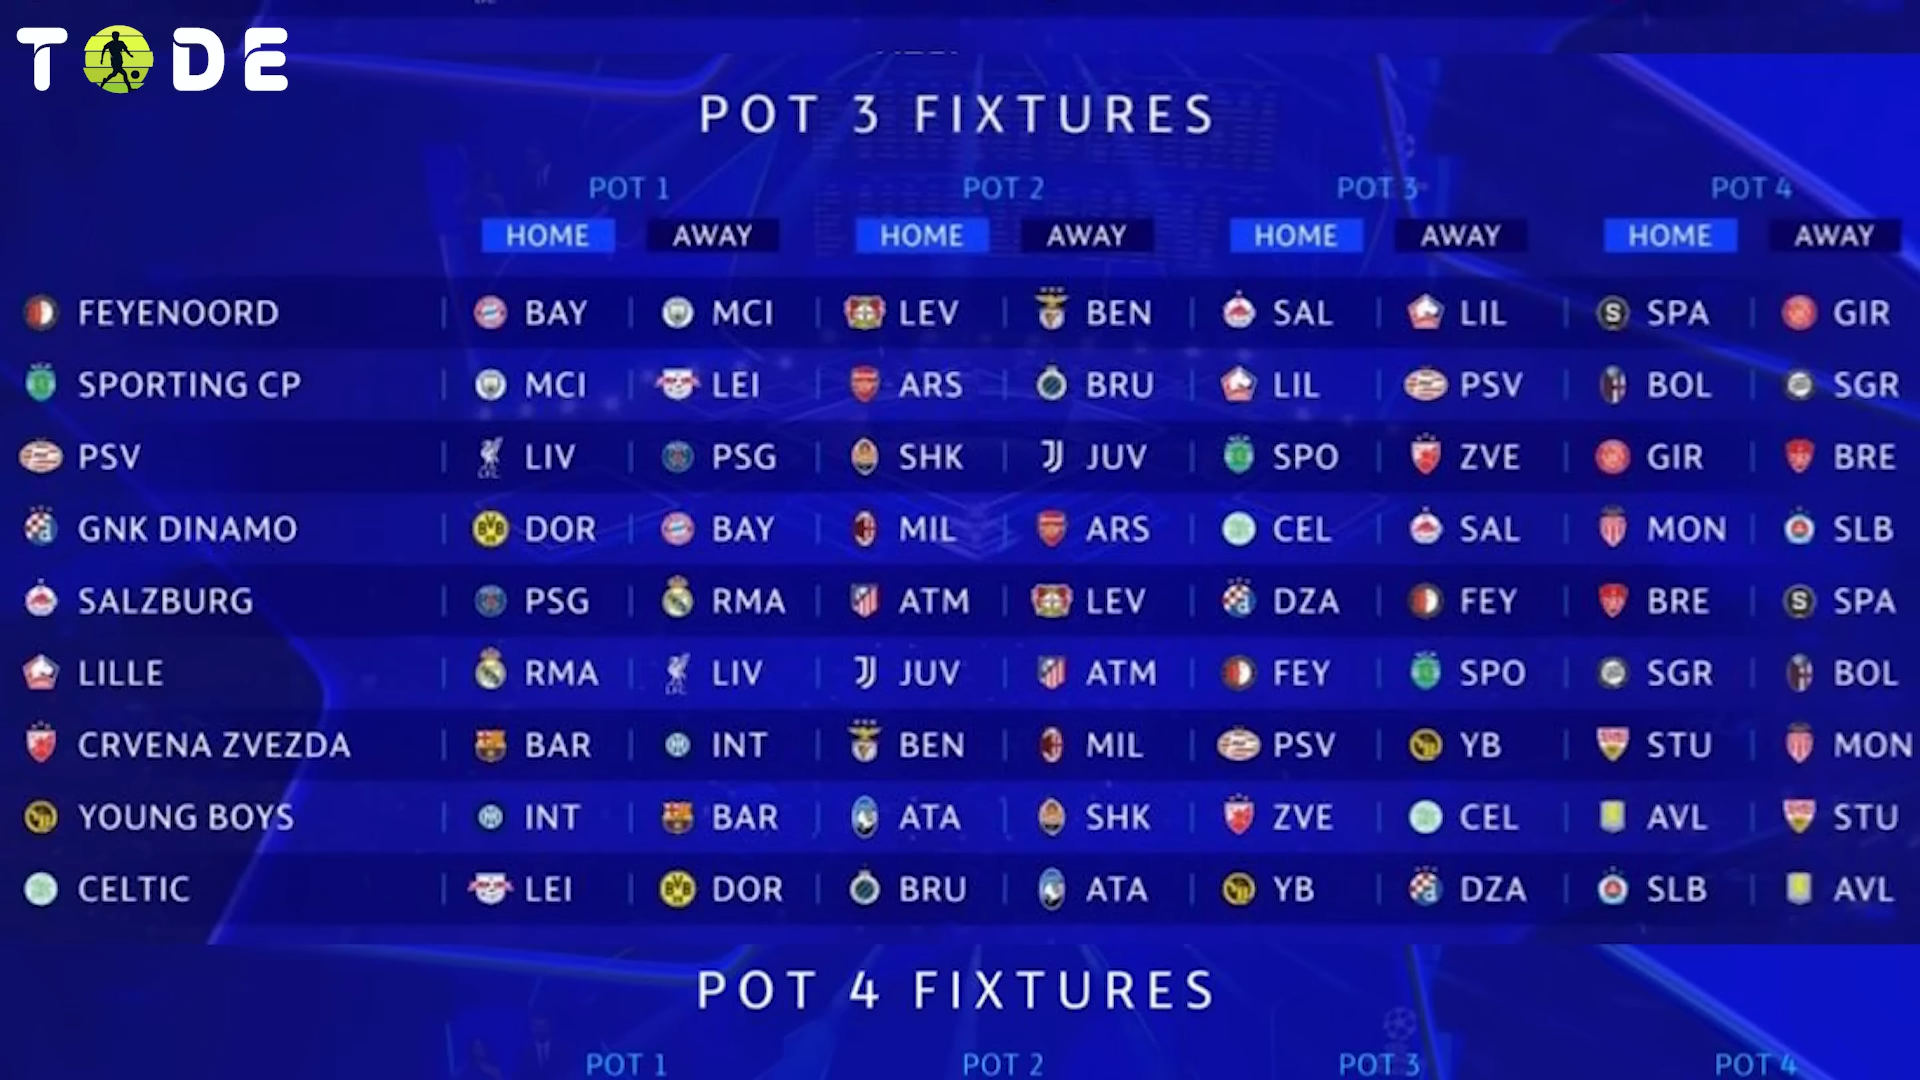 TODE
POT 3 FIXTURES
POT 1 POT 2 POT 3 POT 4
HOME AWAY HOME AWAY HOME AWAY HOME AWAY
FEYENOORD BAY MCI LEV BEN SAL LIL SPA GIR
SPORTING CP MCI LEI ARS BRU LIL PSV BOL SGR
PSV LIV PSG SHK JUV SPO ZVE GIR BRE
GNK DINAMO DOR BAY MIL ARS CEL SAL MON SLB
SALZBURG PSG RMA ATM LEV DZA FEY BRE SPA
LILLE RMA LIV JUV ATM FEY SPO SGR BOL
CRVENA ZVEZDA BAR INT BEN MIL PSV YB STU MON
YOUNG BOYS INT BAR ATA SHK ZVE CEL AVL STU
CELTIC LEI DOR BRU ATA YB DZA SLB AVL
POT 4 FIXTURES
POT 1 POT 2 POT 3 POT 4